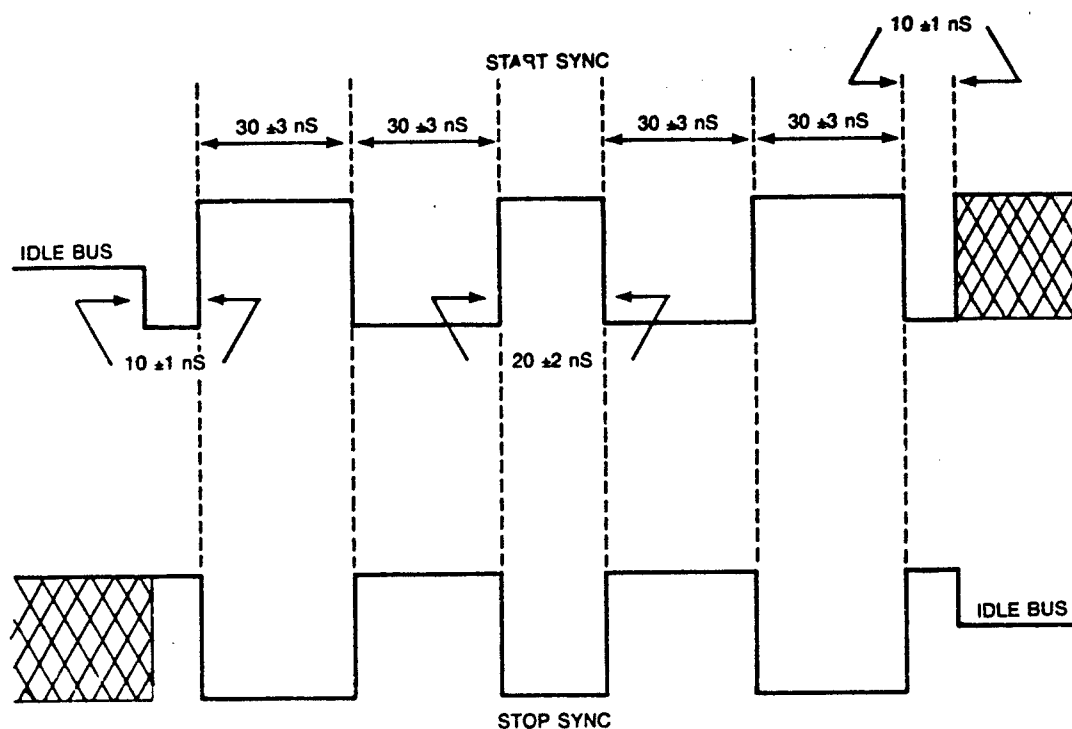 10 ±1 nS
START SYNC
30 ±3 nS
30 ±3 nS
30 ±3 nS
30 ±3 nS
IDLE BUS
10 ±1 nS
20 ±2 nS
IDLE BUS
STOP SYNC